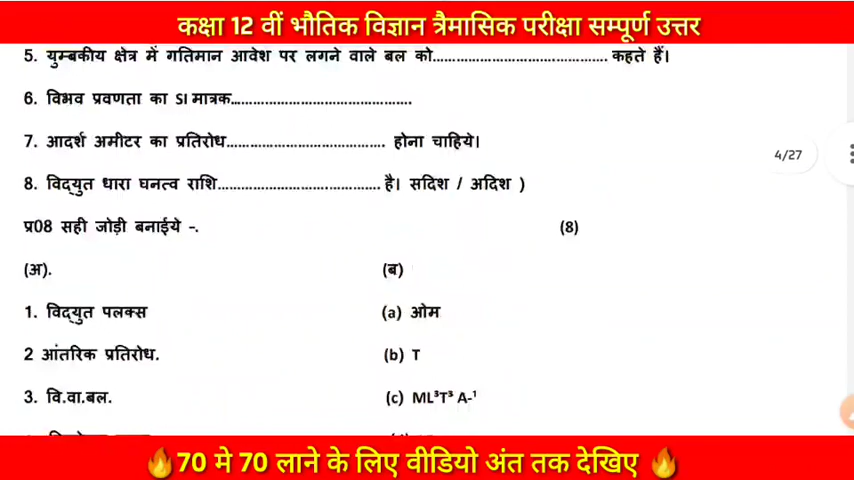 कक्षा 12 वीं भौतिक विज्ञान त्रैमासिक परीक्षा सम्पूर्ण उत्तर
5. युम्बकीय क्षेत्र में गतिमान आवेश पर लगने वाले बल को........................................... कहते हैं।
6. विभव प्रवणता का SI मात्रक............................................
7. आदर्श अमीटर का प्रतिरोध...................................... होना चाहिये।
4/27
8. विद्युत धारा घनत्व राशि....................................... है। सदिश / अदिश )
प्र08 सही जोड़ी बनाईये -. (8)
(अ). (ब)
1. विद्युत पलक्स (a) ओम
2 आंतरिक प्रतिरोध. (b) T
3. वि.वा.बल. (c) ML³T³ A-¹
🔥70 मे 70 लाने के लिए वीडियो अंत तक देखिए 🔥